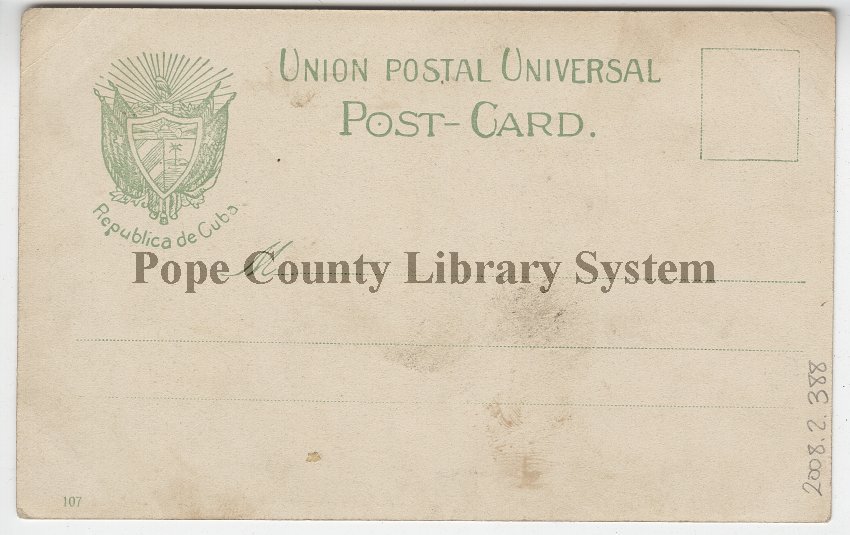 UNION POSTAL UNIVERSAL
POST-CARD.
Republica de Cuba
M
Pope County Library System
107
2008.2.388